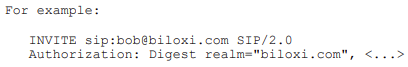 For example:
INVITE sip:bob@biloxi.com SIP/2.0
Authorization: Digest realm="biloxi.com", <...>